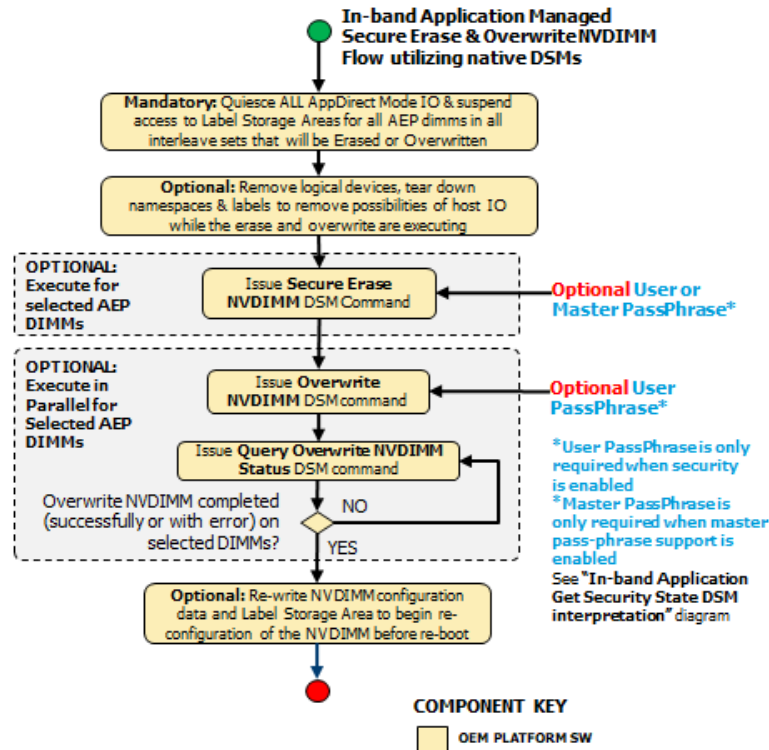 In-band Application Managed
Secure Erase & Overwrite NVDIMM
Flow utilizing native DSMs
Mandatory: Quiesce ALL AppDirect Mode IO & suspend
access to Label Storage Areas for all AEP dimms in all
interleave sets that will be Erased or Overwritten
Optional: Remove logical devices, tear down
namespaces & labels to remove possibilities of host IO
while the erase and overwrite are executing
OPTIONAL:
Execute for
selected AEP
DIMMs
Issue Secure Erase
NVDIMM DSM Command
Optional User or
Master PassPhrase*
OPTIONAL:
Execute in
Parallel for
Selected AEP
DIMMs
Issue Overwrite
NVDIMM DSM command
Optional User
PassPhrase*
Issue Query Overwrite NVDIMM
Status DSM command
Overwrite NVDIMM completed
(successfully or with error) on
selected DIMMs?
NO
YES
*User PassPhrase is only
required when security
is enabled
*Master PassPhrase is
only required when master
pass-phrase support is
enabled
See "In-band Application
Get Security State DSM
interpretation" diagram
Optional: Re-write NVDIMM configuration
data and Label Storage Area to begin re-
configuration of the NVDIMM before re-boot
COMPONENT KEY
OEM PLATFORM SW